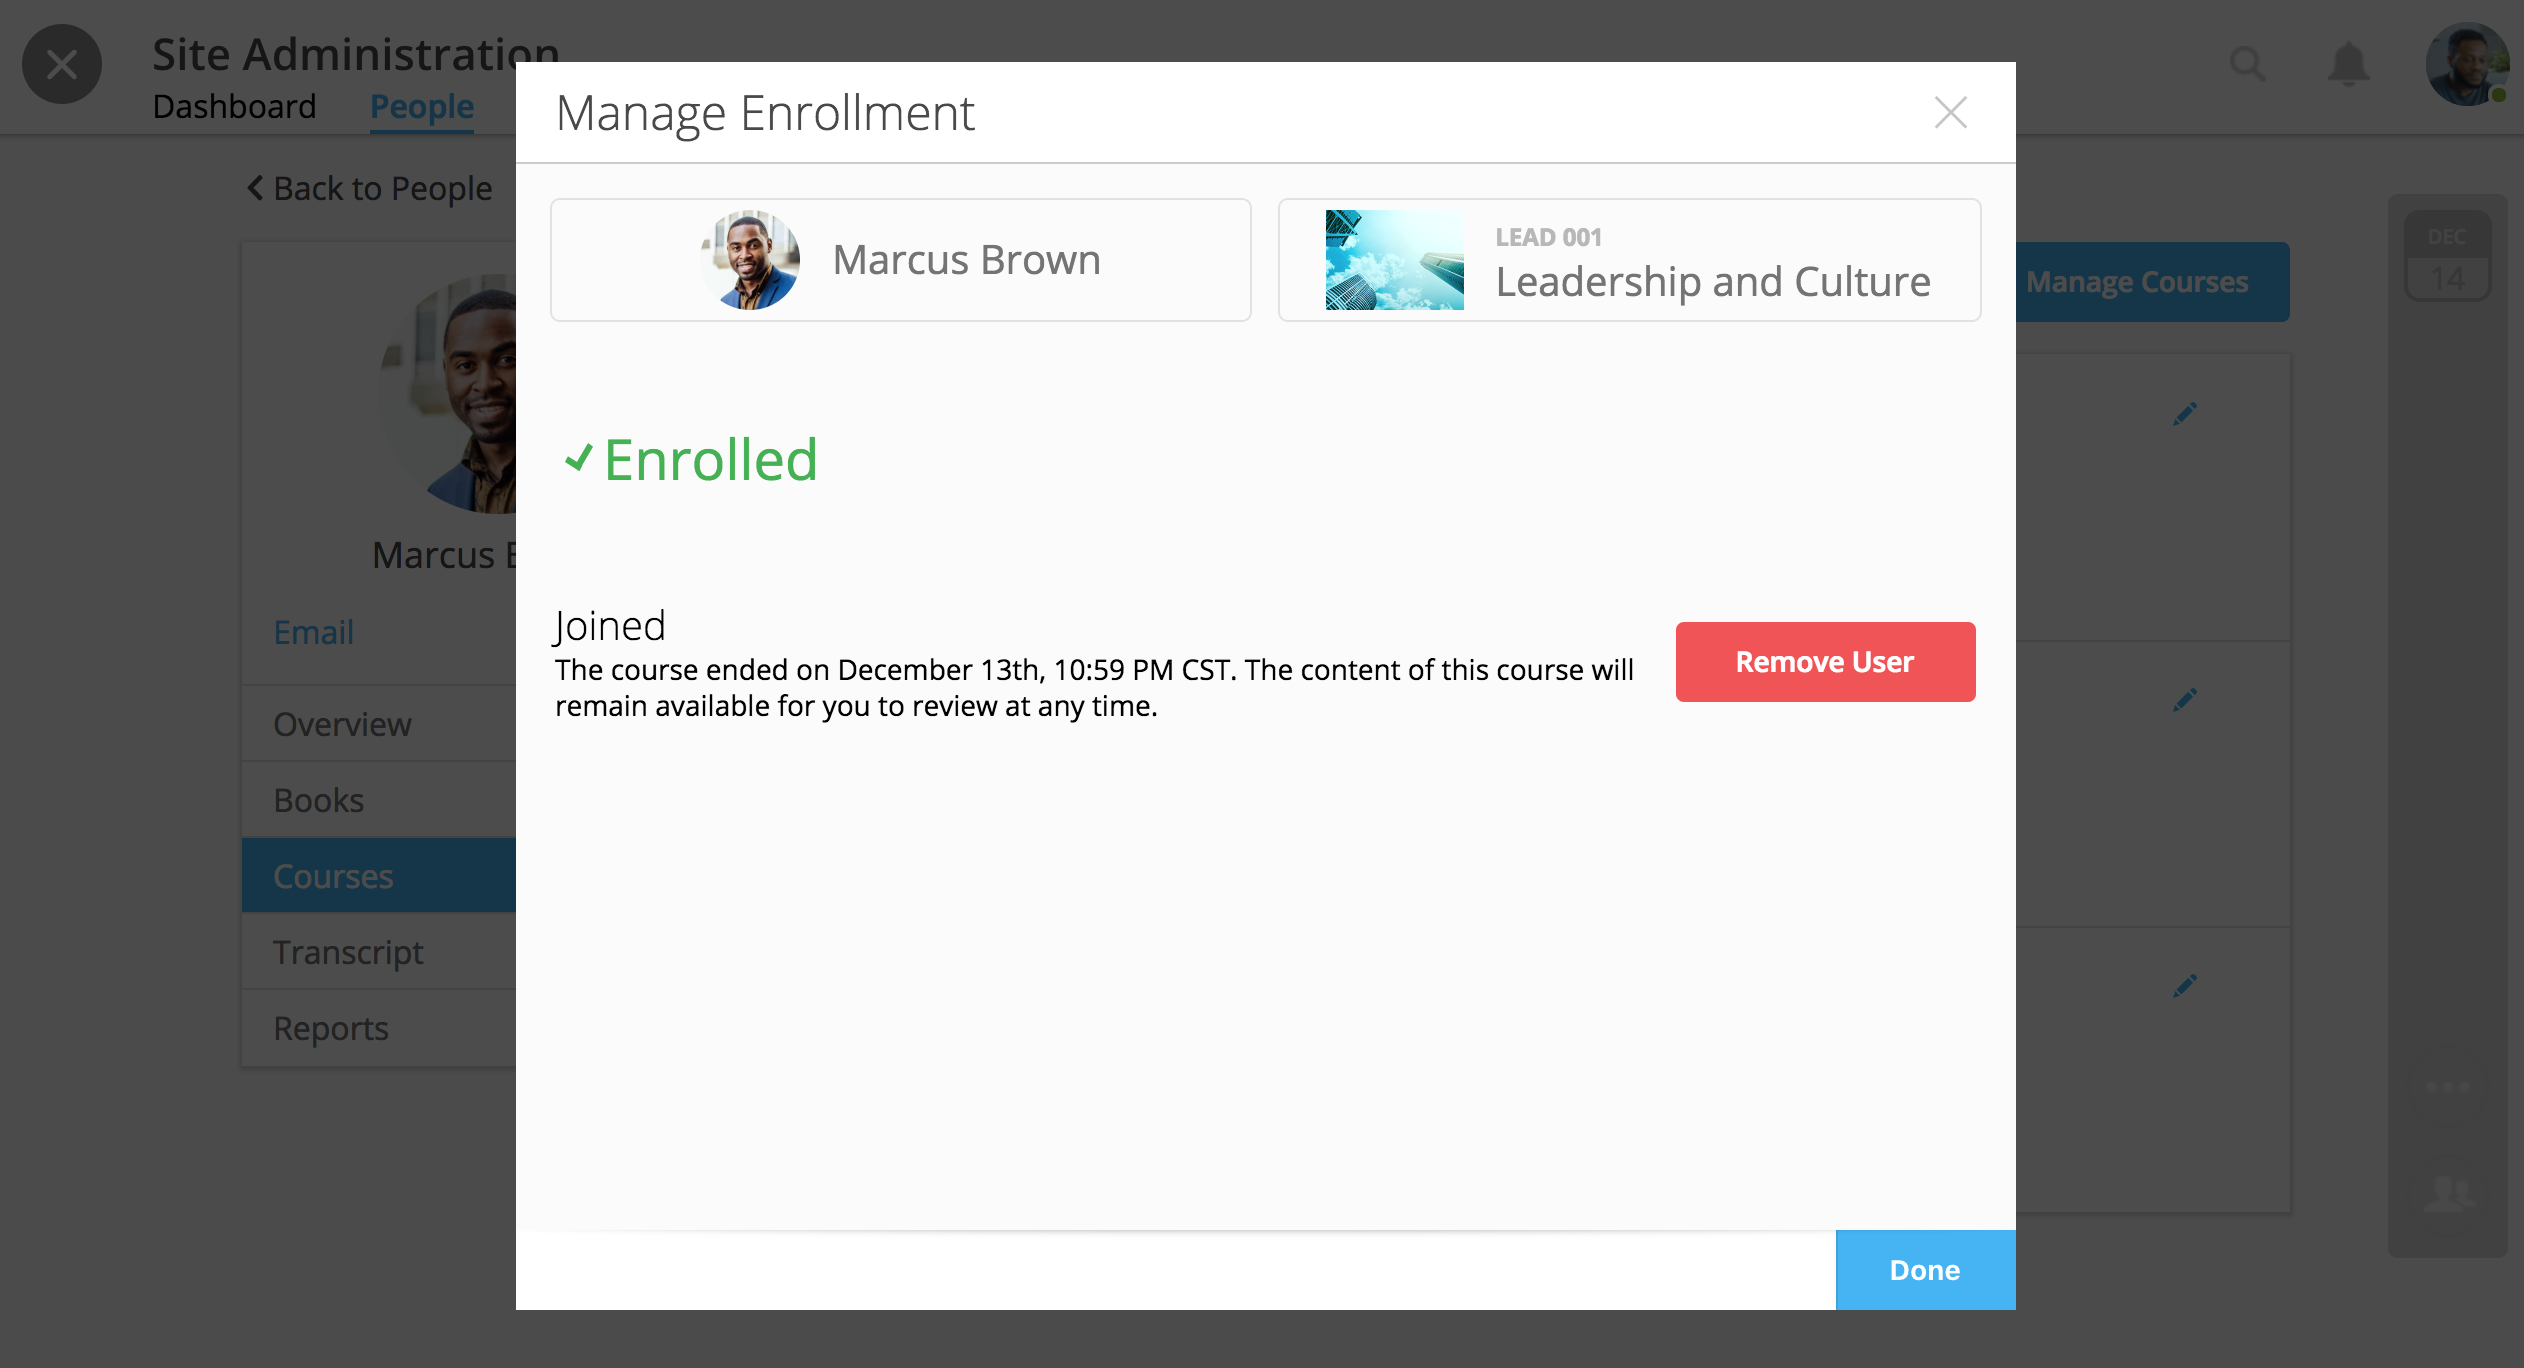 Site Administration
Dashboard
People
Back to People
Marcus
Email
Overview
Books
Courses
Transcript
Reports
Manage Enrollment
Marcus Brown
LEAD 001
Leadership and Culture
Enrolled
Joined
The course ended on December 13th, 10:59 PM CST. The content of this course will
remain available for you to review at any time.
Remove User
Done
Manage Courses
DEC
14